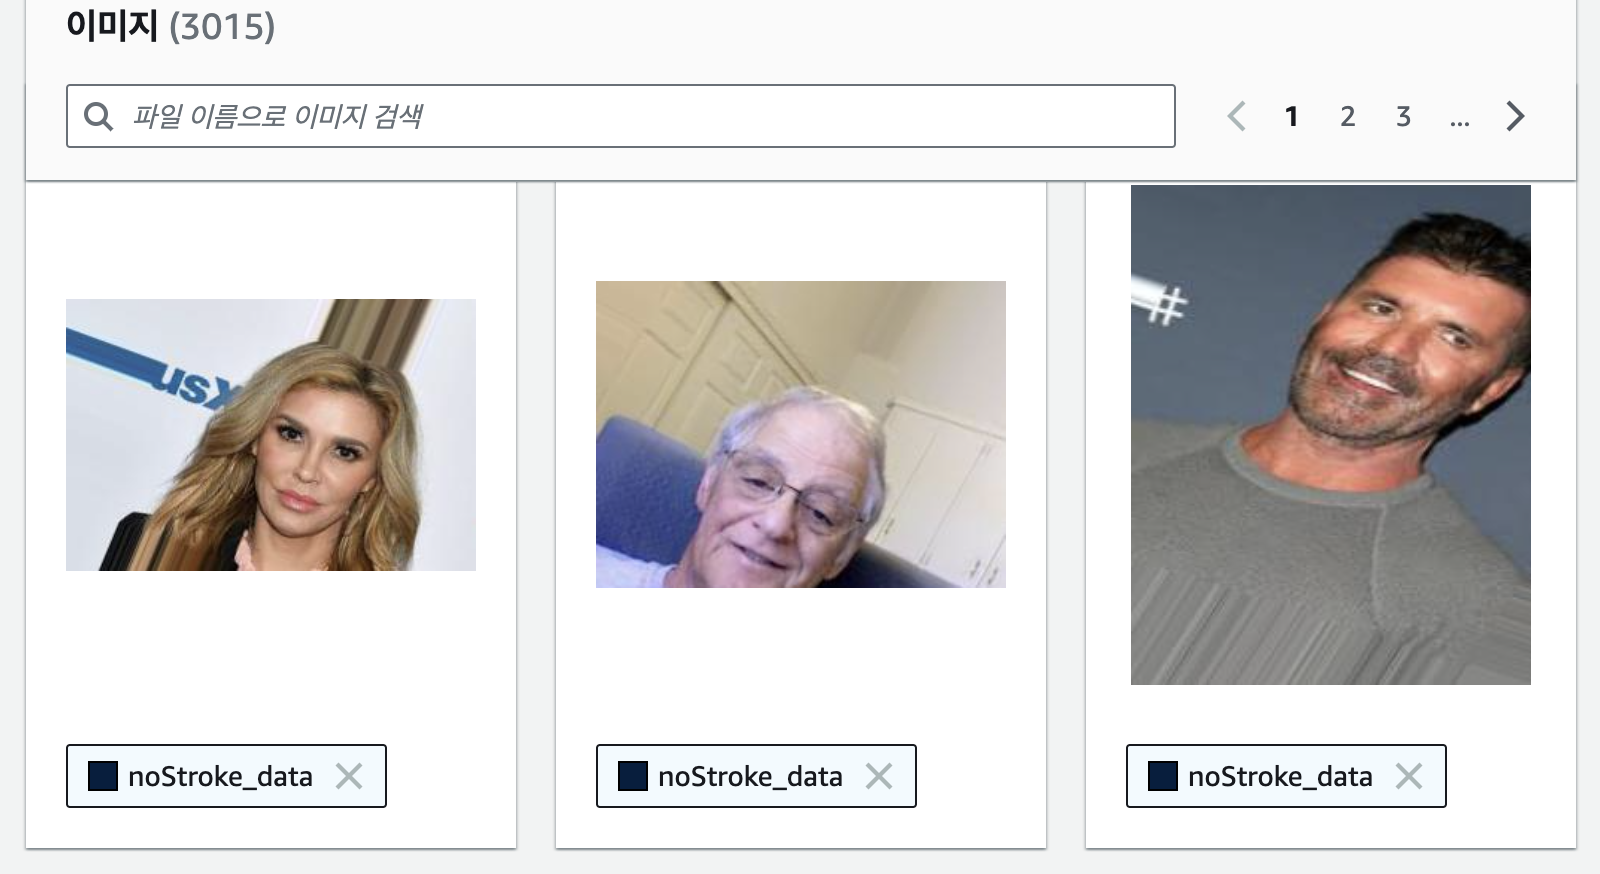 이미지 (3015)
파일 이름으로 이미지 검색
1 2 3 ...
usX
#
noStroke_data
noStroke_data
noStroke_data